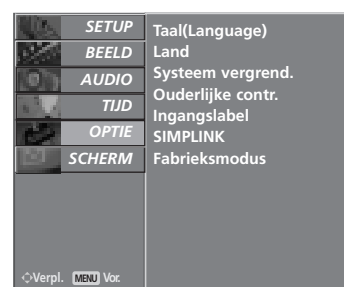 SETUP
BEELD
AUDIO
TIJD
OPTIE
SCHERM
Taal(Language)
Land
Systeem vergrend.
Ouderlijke contr.
Ingangslabel
SIMPLINK
Fabrieksmodus
Verpl. MENU Vor.